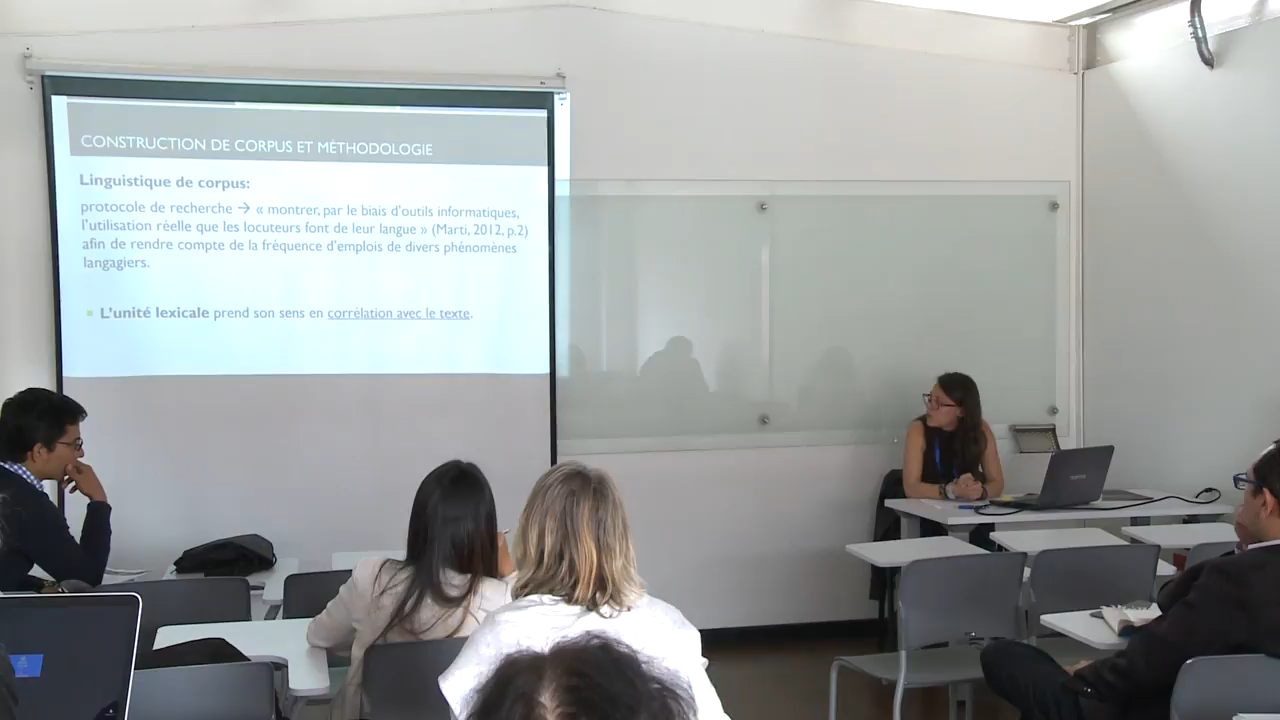 CONSTRUCTION DE CORPUS ET MÉTHODOLOGIE
Linguistique de corpus:
protocole de recherche → « montrer, par le biais d'outils informatiques,
l'utilisation réelle que les locuteurs font de leur langue » (Marti, 2012, p.2)
afin de rendre compte de la fréquence d'emplois de divers phénomènes
langagiers.
L'unité lexicale prend son sens en corrélation avec le texte.